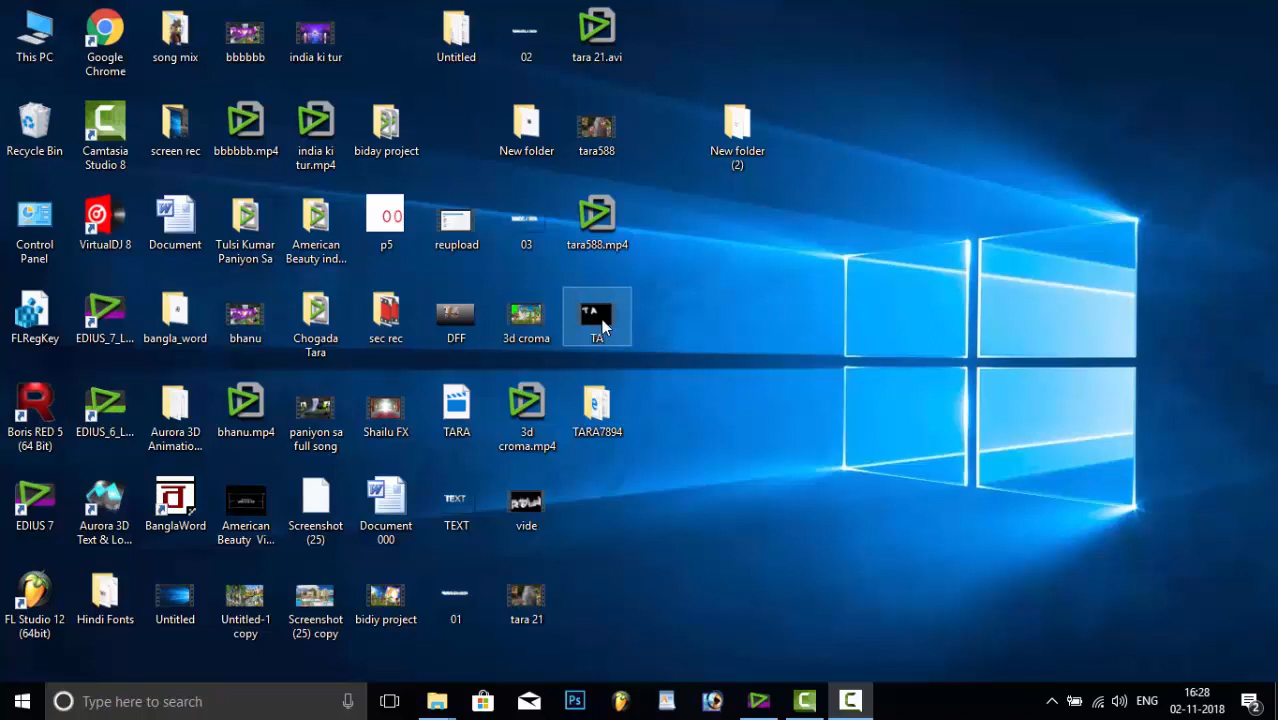 This PC
Google
Chrome
song mix
bbbbbb
india ki tur
Untitled
02
tara 21.avi
Recycle Bin
Camtasia
Studio 8
screen rec
bbbbbb.mp4
india ki
tur.mp4
biday project
New folder
tara588
New folder
(2)
Control
Panel
VirtualDJ 8
Document
Tulsi Kumar
Paniyon Sa
American
Beauty ind...
00
p5
reupload
03
tara588.mp4
FLRegKey
EDIUS_7_L...
bangla_word
bhanu
Chogada
Tara
sec rec
DFF
3d croma
TA
TA
Boris RED 5
(64 Bit)
EDIUS_6_L...
Aurora 3D
Animatio...
bhanu.mp4
paniyon sa
full song
Shailu FX
TARA
3d
croma.mp4
TARA7894
EDIUS 7
Aurora 3D
Text & Lo...
BanglaWord
American
Beauty Vi...
Screenshot
(25)
Document
000
TEXT
TEXT
vide
FL Studio 12
(64bit)
Hindi Fonts
Untitled
Untitled-1
copy
Screenshot
(25) copy
bidiy project
01
tara 21
Type here to search
Ps
ENG
16:28
02-11-2018
2